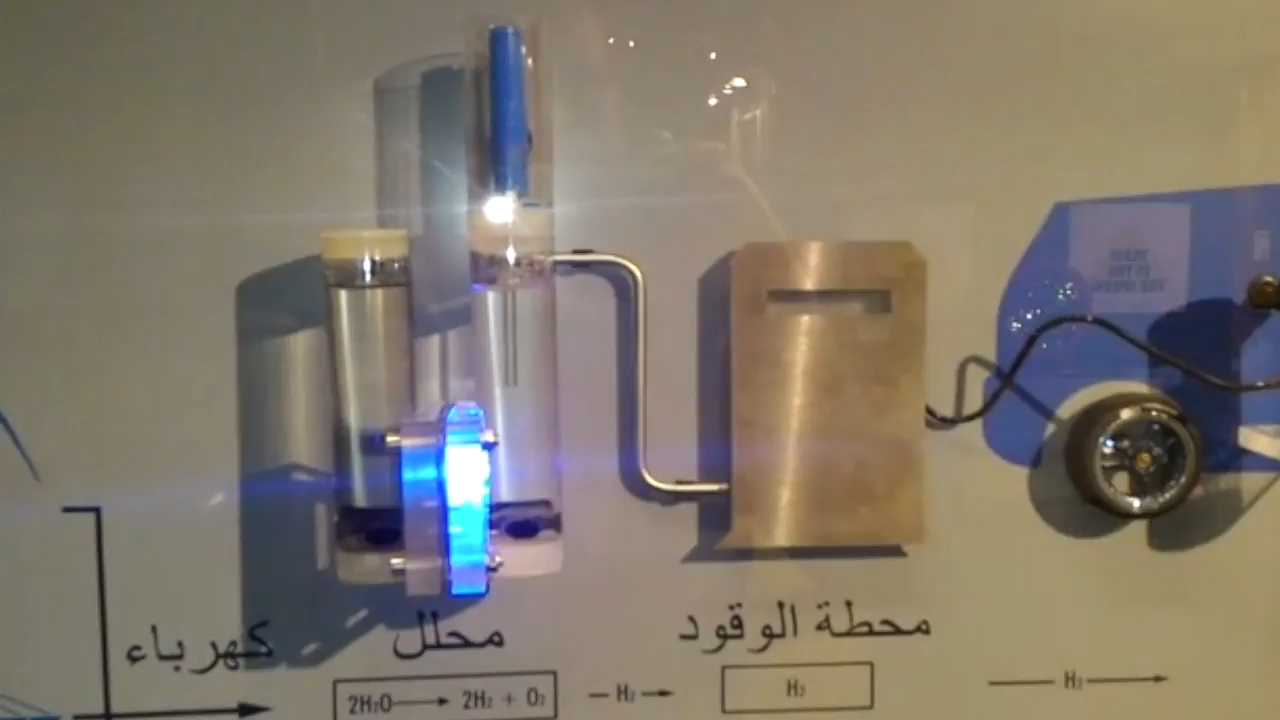 كهرباء
محلل
محطة الوقود
2H₂O → 2H₂ + O₂
H₂ →
H₂
H₂ →